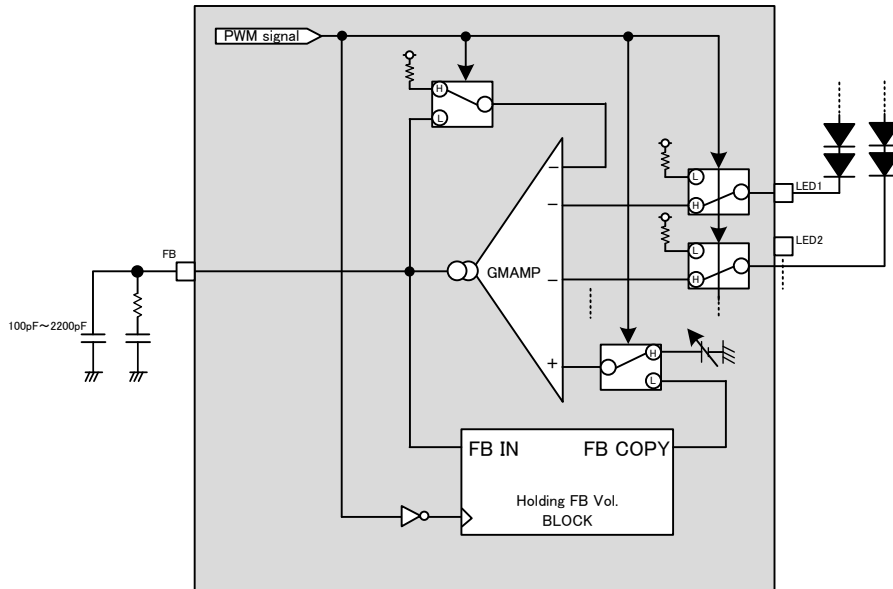 PWM signal
H
L
L
LED1
H
L
LED2
H
FB
GMAMP
−
−
−
+
100pF～2200pF
H
L
FB IN FB COPY
Holding FB Vol.
BLOCK